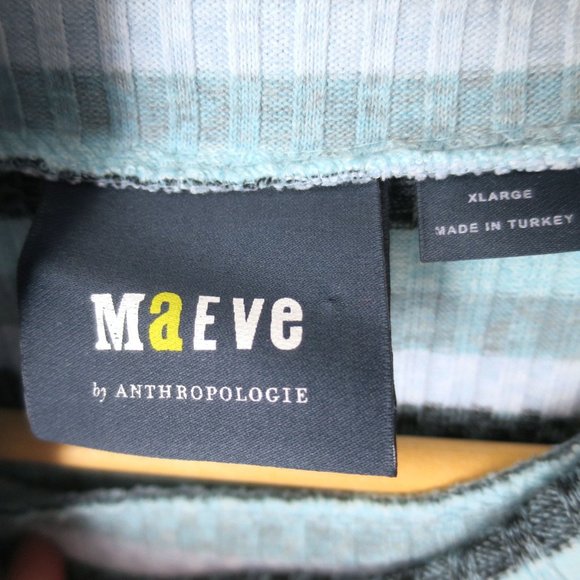 MaEVe
by ANTHROPOLOGIE
XLARGE
MADE IN TURKEY